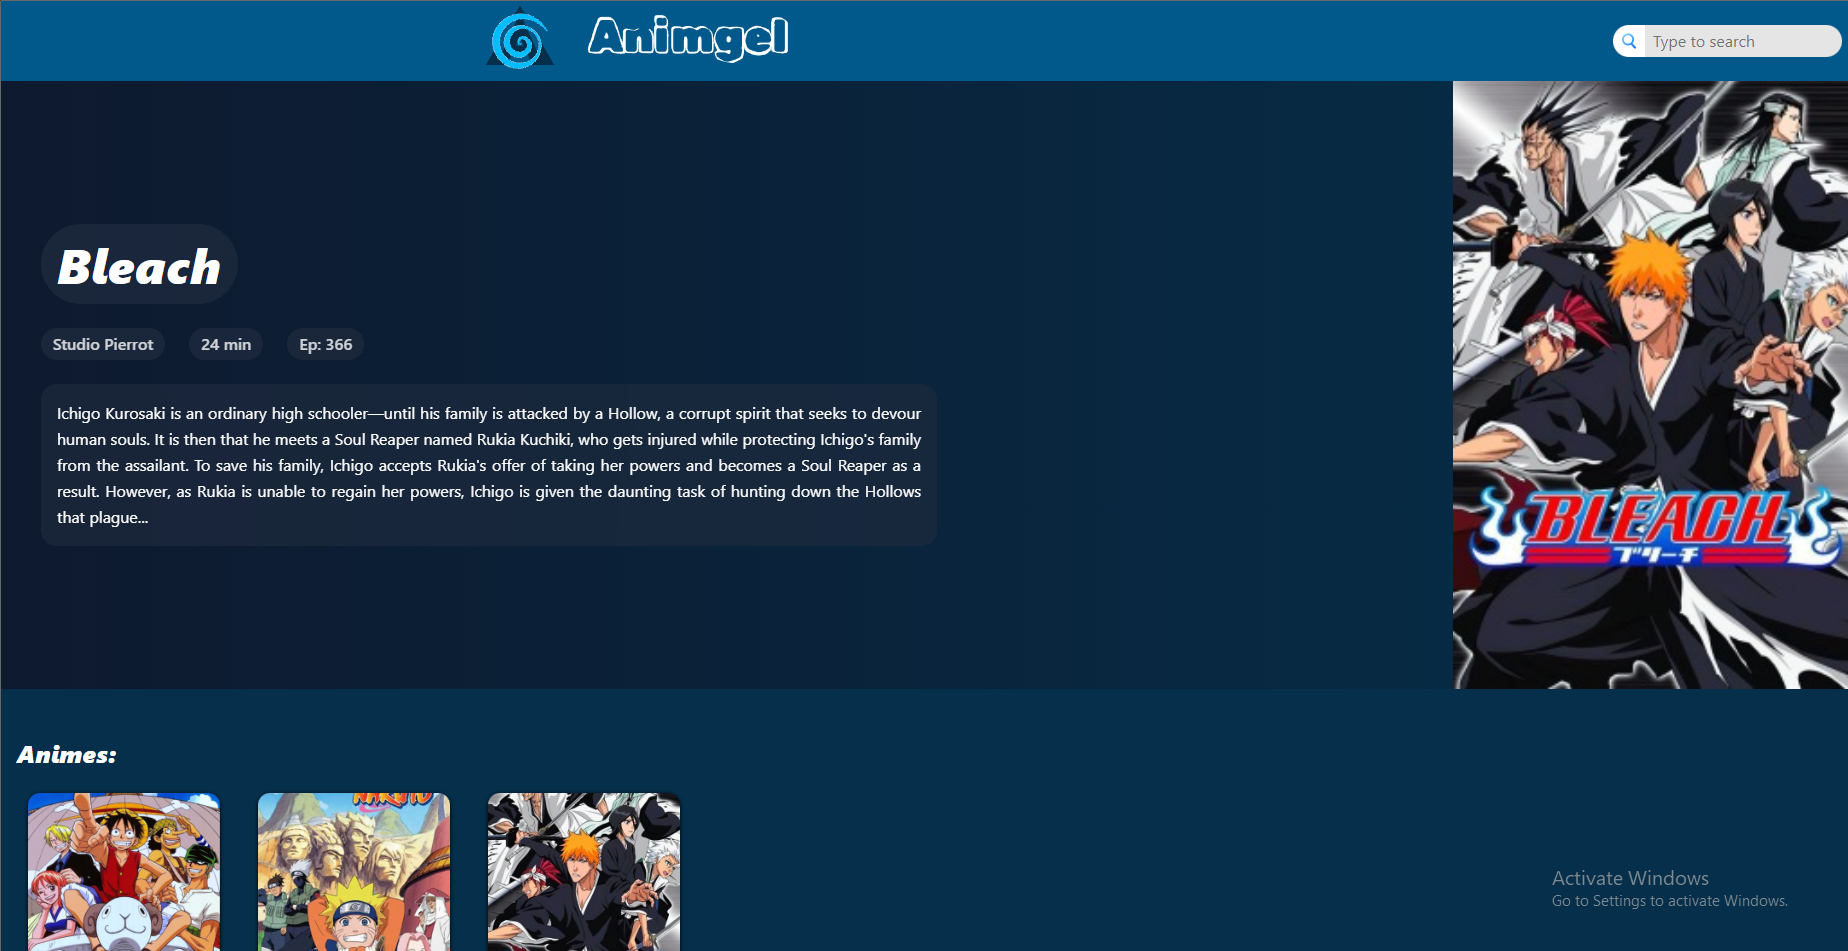 Animgel
Type to search
Bleach
Studio Pierrot
24 min
Ep: 366
Ichigo Kurosaki is an ordinary high schooler—until his family is attacked by a Hollow, a corrupt spirit that seeks to devour
human souls. It is then that he meets a Soul Reaper named Rukia Kuchiki, who gets injured while protecting Ichigo's family
from the assailant. To save his family, Ichigo accepts Rukia's offer of taking her powers and becomes a Soul Reaper as a
result. However, as Rukia is unable to regain her powers, Ichigo is given the daunting task of hunting down the Hollows
that plague...
BLEACH
ブリーチ
Animes:
NARUTO
Activate Windows
Go to Settings to activate Windows.